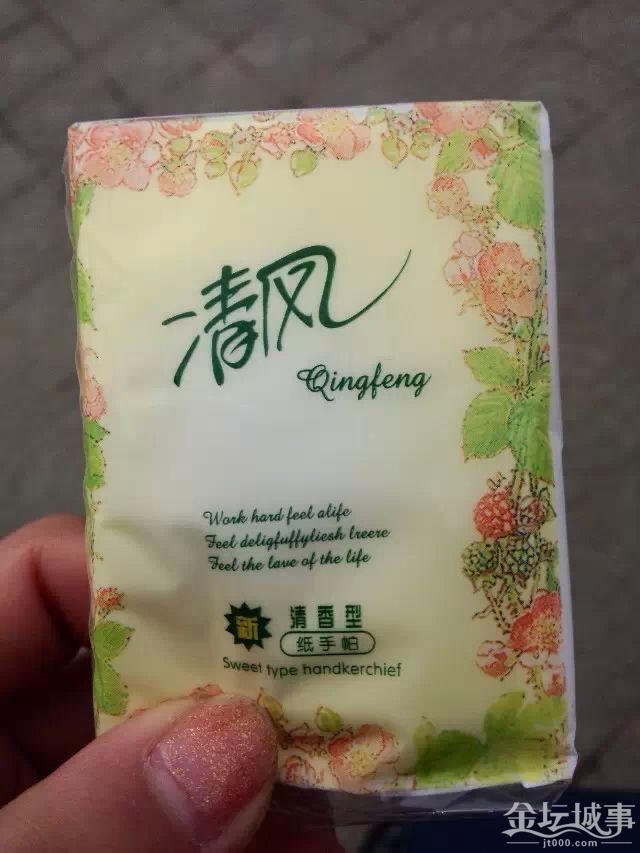 清风
Qingfeng
Work hard feel alife
Feel deligfuffyliesh lreere
Feel the lave of the life
新 清香型
纸手帕
Sweet type handkerchief
金坛城事
jt000.com